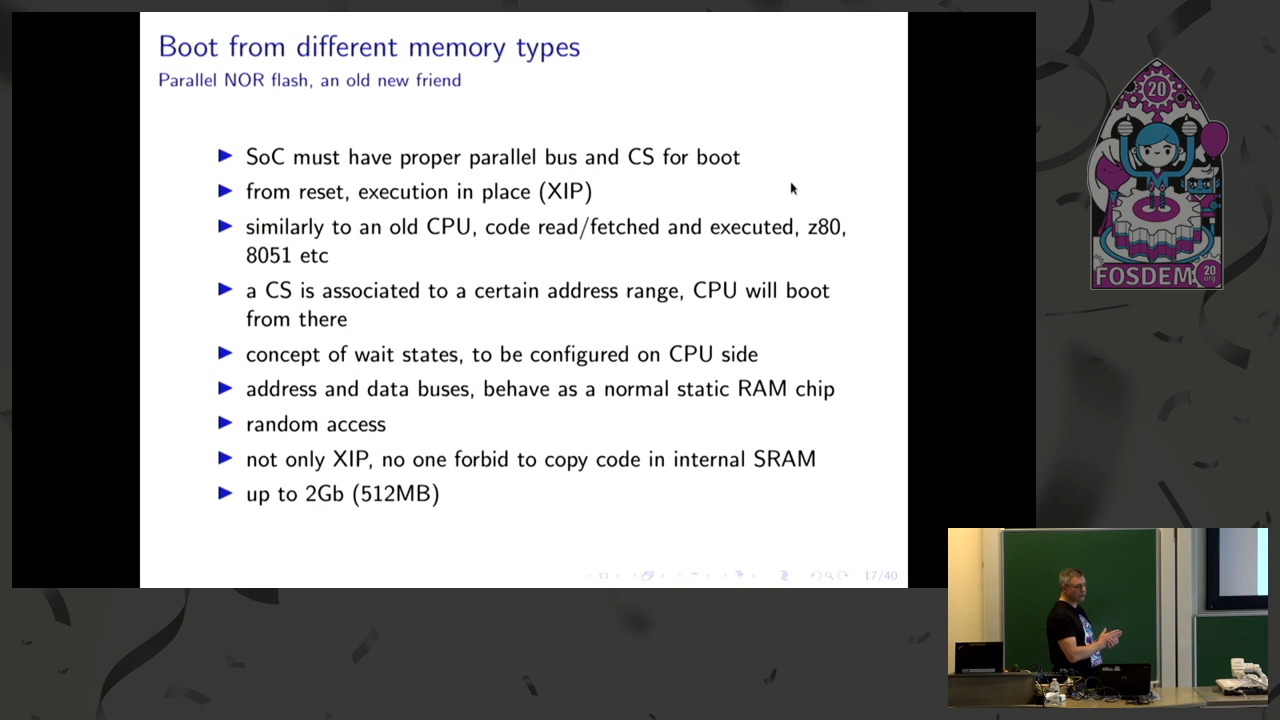 Boot from different memory types
Parallel NOR flash, an old new friend
SoC must have proper parallel bus and CS for boot
from reset, execution in place (XIP)
similarly to an old CPU, code read/fetched and executed, z80,
8051 etc
a CS is associated to a certain address range, CPU will boot
from there
concept of wait states, to be configured on CPU side
address and data buses, behave as a normal static RAM chip
random access
not only XIP, no one forbid to copy code in internal SRAM
up to 2Gb (512MB)
17/40
20
FOSDEM
20
.org